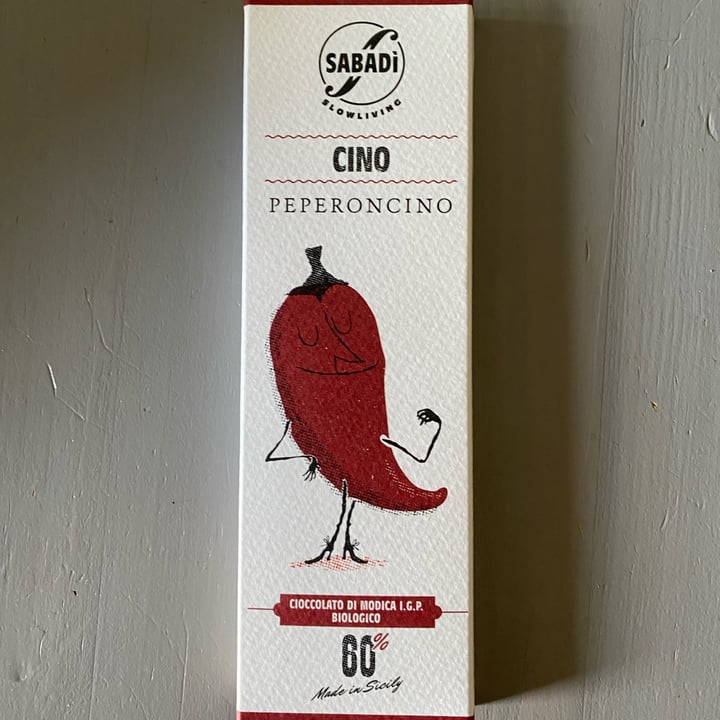 SABADÌ
SLOWLIVING
CINO
PEPERONCINO
CIOCCOLATO DI MODICA I.G.P.
BIOLOGICO
60%
Made in Sicily